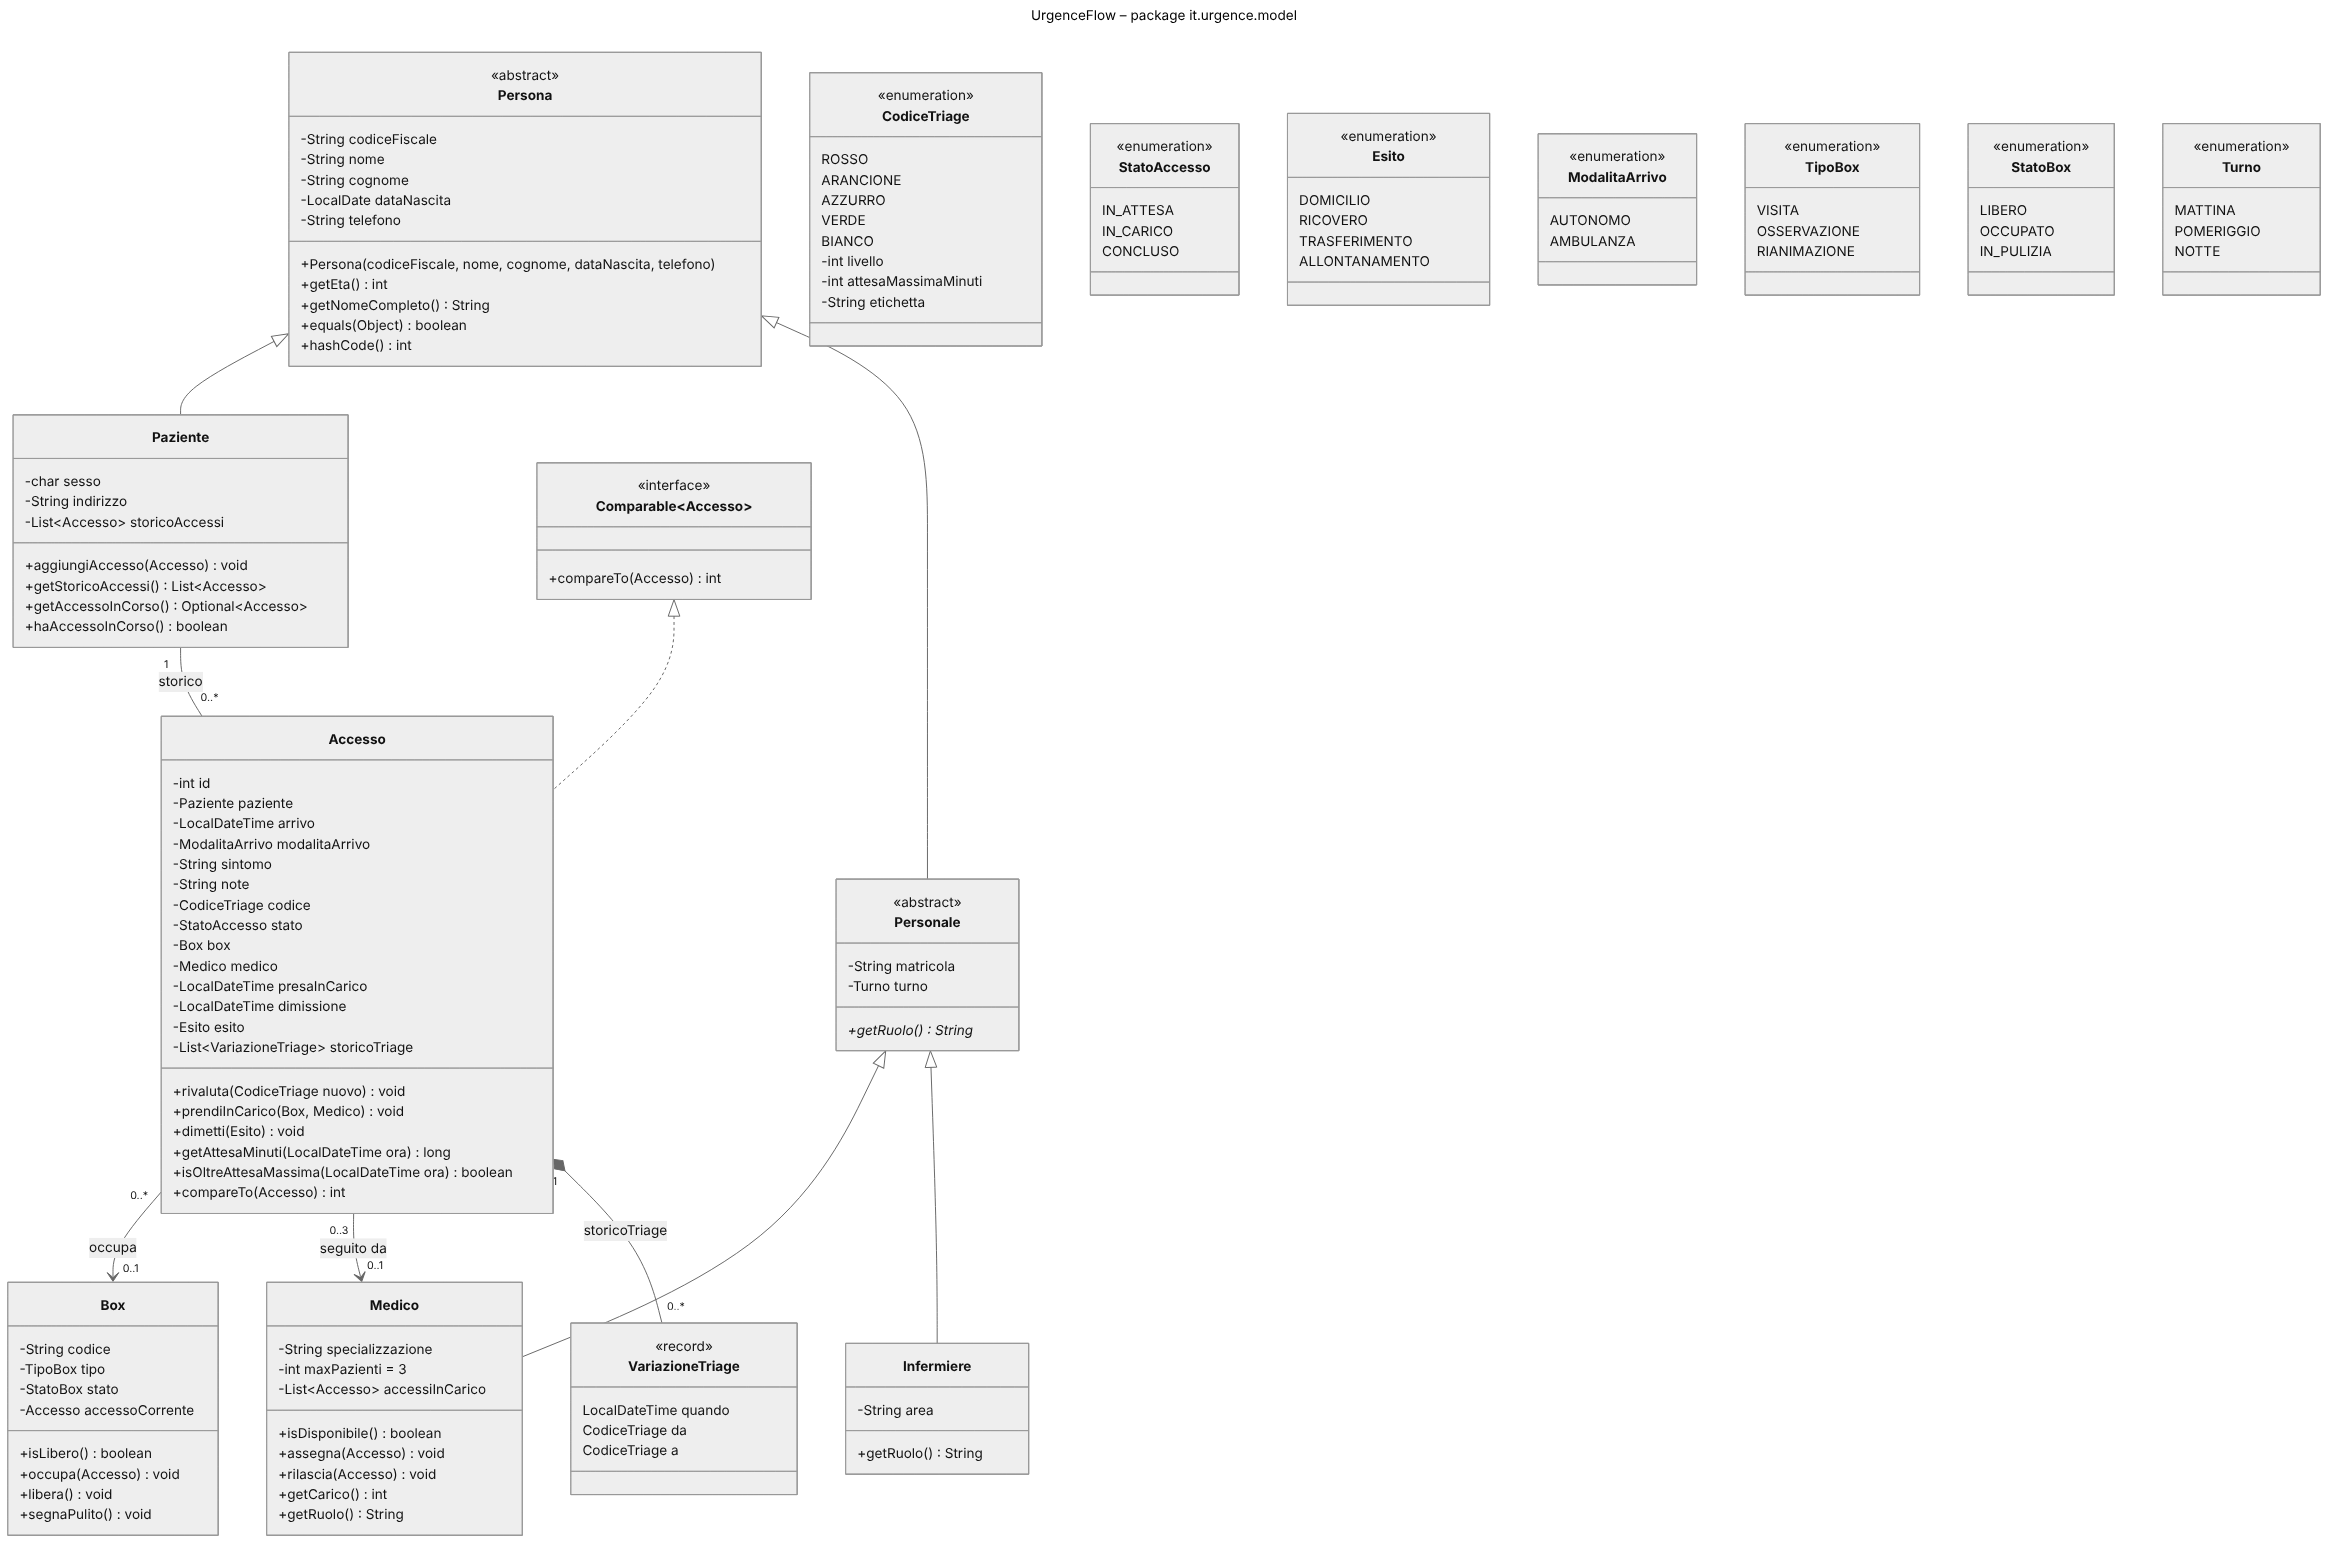 UrgenceFlow – package it.urgence.model
«abstract»
Persona
-String codiceFiscale
-String nome
-String cognome
-LocalDate dataNascita
-String telefono
+Persona(codiceFiscale, nome, cognome, dataNascita, telefono)
+getEta() : int
+getNomeCompleto() : String
+equals(Object) : boolean
+hashCode() : int
«enumeration»
CodiceTriage
ROSSO
ARANCIONE
AZZURRO
VERDE
BIANCO
-int livello
-int attesaMassimaMinuti
-String etichetta
«enumeration»
StatoAccesso
IN_ATTESA
IN_CARICO
CONCLUSO
«enumeration»
Esito
DOMICILIO
RICOVERO
TRASFERIMENTO
ALLONTANAMENTO
«enumeration»
ModalitaArrivo
AUTONOMO
AMBULANZA
«enumeration»
TipoBox
VISITA
OSSERVAZIONE
RIANIMAZIONE
«enumeration»
StatoBox
LIBERO
OCCUPATO
IN_PULIZIA
«enumeration»
Turno
MATTINA
POMERIGGIO
NOTTE
Paziente
-char sesso
-String indirizzo
-List<Accesso> storicoAccessi
+aggiungiAccesso(Accesso) : void
+getStoricoAccessi() : List<Accesso>
+getAccessoInCorso() : Optional<Accesso>
+haAccessoInCorso() : boolean
«interface»
Comparable<Accesso>
+compareTo(Accesso) : int
1
storico
0..*
Accesso
-int id
-Paziente paziente
-LocalDateTime arrivo
-ModalitaArrivo modalitaArrivo
-String sintomo
-String note
-CodiceTriage codice
-StatoAccesso stato
-Box box
-Medico medico
-LocalDateTime presaInCarico
-LocalDateTime dimissione
-Esito esito
-List<VariazioneTriage> storicoTriage
+rivaluta(CodiceTriage nuovo) : void
+prendiInCarico(Box, Medico) : void
+dimetti(Esito) : void
+getAttesaMinuti(LocalDateTime ora) : long
+isOltreAttesaMassima(LocalDateTime ora) : boolean
+compareTo(Accesso) : int
«abstract»
Personale
-String matricola
-Turno turno
+getRuolo() : String
0..*
occupa
0..1
0..3
seguito da
0..1
1
storicoTriage
0..*
Box
-String codice
-TipoBox tipo
-StatoBox stato
-Accesso accessoCorrente
+isLibero() : boolean
+occupa(Accesso) : void
+libera() : void
+segnaPulito() : void
Medico
-String specializzazione
-int maxPazienti = 3
-List<Accesso> accessiInCarico
+isDisponibile() : boolean
+assegna(Accesso) : void
+rilascia(Accesso) : void
+getCarico() : int
+getRuolo() : String
«record»
VariazioneTriage
LocalDateTime quando
CodiceTriage da
CodiceTriage a
Infermiere
-String area
+getRuolo() : String